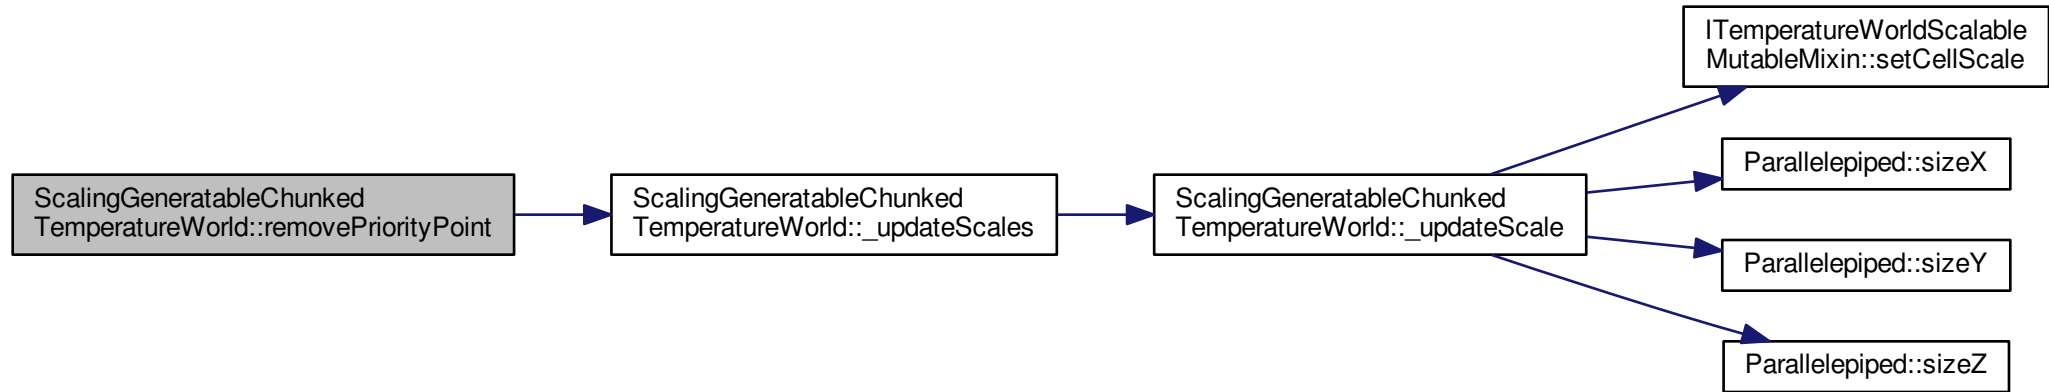 ScalingGeneratableChunked
TemperatureWorld::removePriorityPoint
ScalingGeneratableChunked
TemperatureWorld::_updateScales
ScalingGeneratableChunked
TemperatureWorld::_updateScale
ITemperatureWorldScalable
MutableMixin::setCellScale
Parallelepiped::sizeX
Parallelepiped::sizeY
Parallelepiped::sizeZ